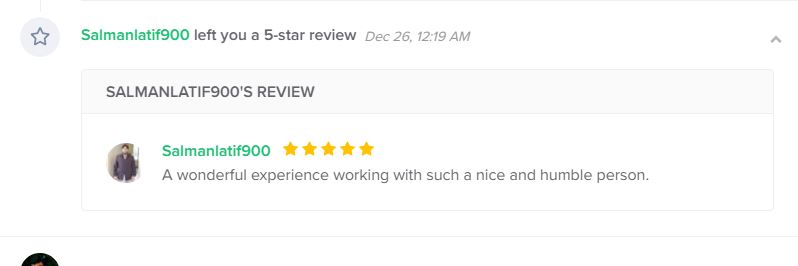 Salmanlatif900 left you a 5-star review Dec 26, 12:19 AM
SALMANLATIF900'S REVIEW
Salmanlatif900
A wonderful experience working with such a nice and humble person.